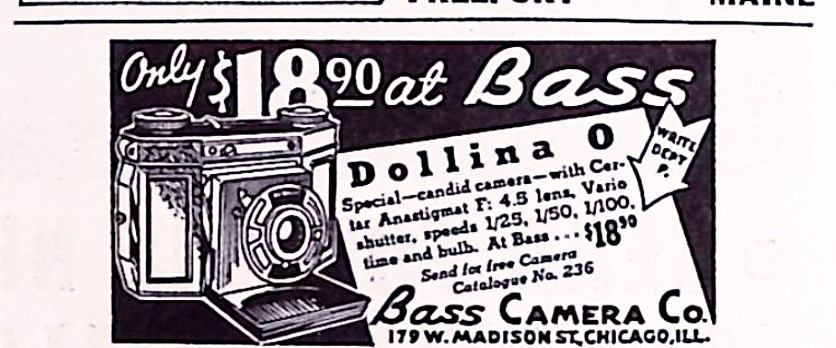 FREEPORT MAINE
Only $18.90 at Bass
WRITE
DEPT
P.
Dollina O
Special—candid camera—with Cer-
tar Anastigmat F: 4.5 lens, Vario
shutter, speeds 1/25, 1/50, 1/100,
time and bulb. At Bass . . . $18.90
Send for free Camera
Catalogue No. 236
Bass CAMERA CO.
179 W. MADISON ST., CHICAGO, ILL.